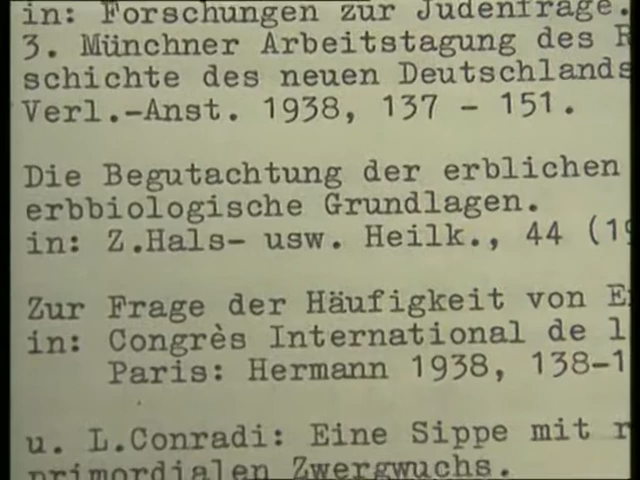 in: Forschungen zur Judenfrage.
3. Münchner Arbeitstagung des
schichte des neuen Deutschlands
Verl.-Anst. 1938, 137 - 151.
Die Begutachtung der erblichen
erbbiologische Grundlagen.
in: Z.Hals- usw. Heilk., 44
Zur Frage der Häufigkeit von
in: Congrès International de
Paris: Hermann 1938, 138-1
u. L.Conradi: Eine Sippe mit
primordialen Zwergwuchs.